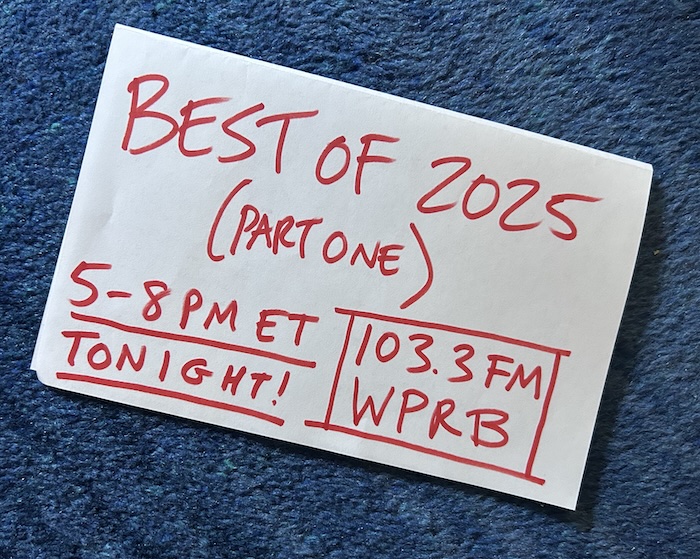 BEST OF 2025
(PART ONE)
5-8 PM ET
TONIGHT!
103.3 FM
WPRB